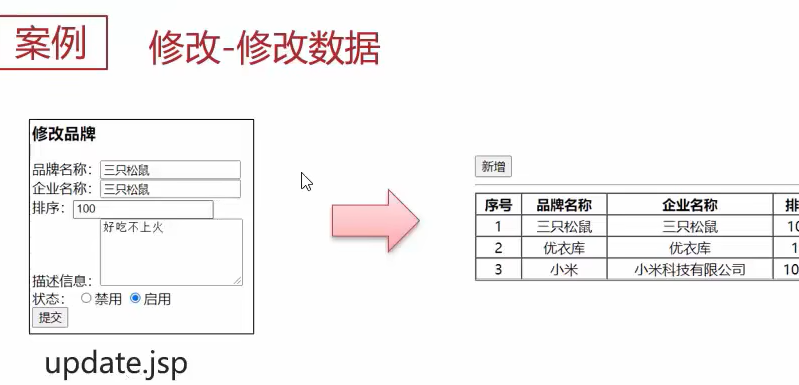 案例
修改-修改数据
修改品牌
品牌名称: 三只松鼠
企业名称: 三只松鼠
排序: 100
好吃不上火
描述信息:
状态: 禁用 启用
提交
update.jsp
新增
序号 品牌名称 企业名称 排
1 三只松鼠 三只松鼠 10
2 优衣库 优衣库 1
3 小米 小米科技有限公司 10